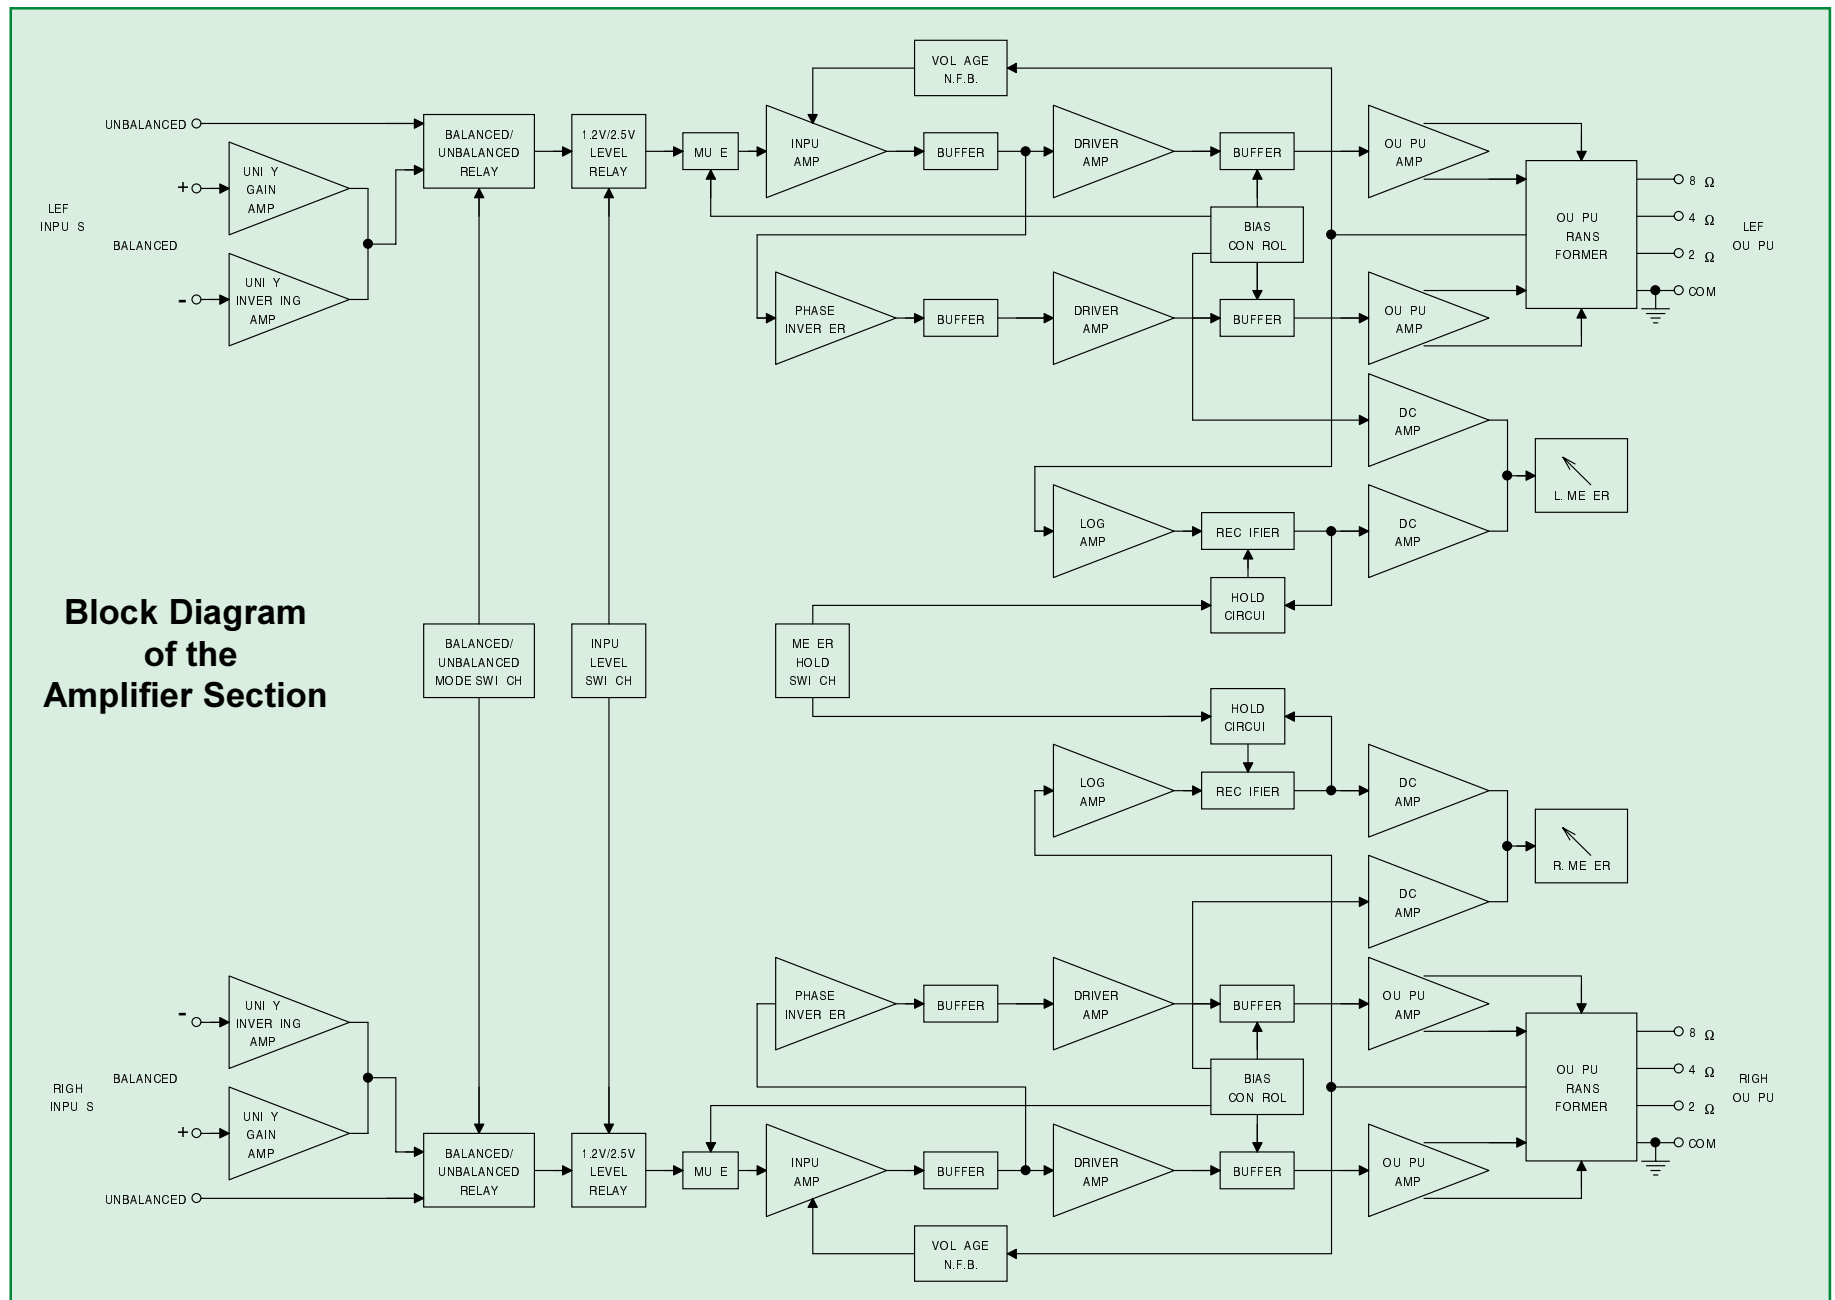 VOL AGE
N.F.B.
UNBALANCED
BALANCED/
UNBALANCED
RELAY
1.2V/2.5V
LEVEL
RELAY
MU E
INPU
AMP
BUFFER
DRIVER
AMP
BUFFER
OU PU
AMP
+
UNI Y
GAIN
AMP
LEF
INPU S
BALANCED
-
UNI Y
INVER ING
AMP
BIAS
CON ROL
OU PU
RANS
FORMER
8 Ω
4 Ω
2 Ω
COM
LEF
OU PU
PHASE
INVER ER
BUFFER
DRIVER
AMP
BUFFER
OU PU
AMP
DC
AMP
L. ME ER
LOG
AMP
REC IFIER
DC
AMP
HOLD
CIRCUI
Block Diagram
of the
Amplifier Section
BALANCED/
UNBALANCED
MODE SWI CH
INPU
LEVEL
SWI CH
ME ER
HOLD
SWI CH
HOLD
CIRCUI
LOG
AMP
REC IFIER
DC
AMP
R. ME ER
DC
AMP
-
UNI Y
INVER ING
AMP
PHASE
INVER ER
BUFFER
DRIVER
AMP
BUFFER
OU PU
AMP
RIGH
INPU S
BALANCED
+
UNI Y
GAIN
AMP
BIAS
CON ROL
OU PU
RANS
FORMER
8 Ω
4 Ω
2 Ω
COM
RIGH
OU PU
UNBALANCED
BALANCED/
UNBALANCED
RELAY
1.2V/2.5V
LEVEL
RELAY
MU E
INPU
AMP
BUFFER
DRIVER
AMP
BUFFER
OU PU
AMP
VOL AGE
N.F.B.